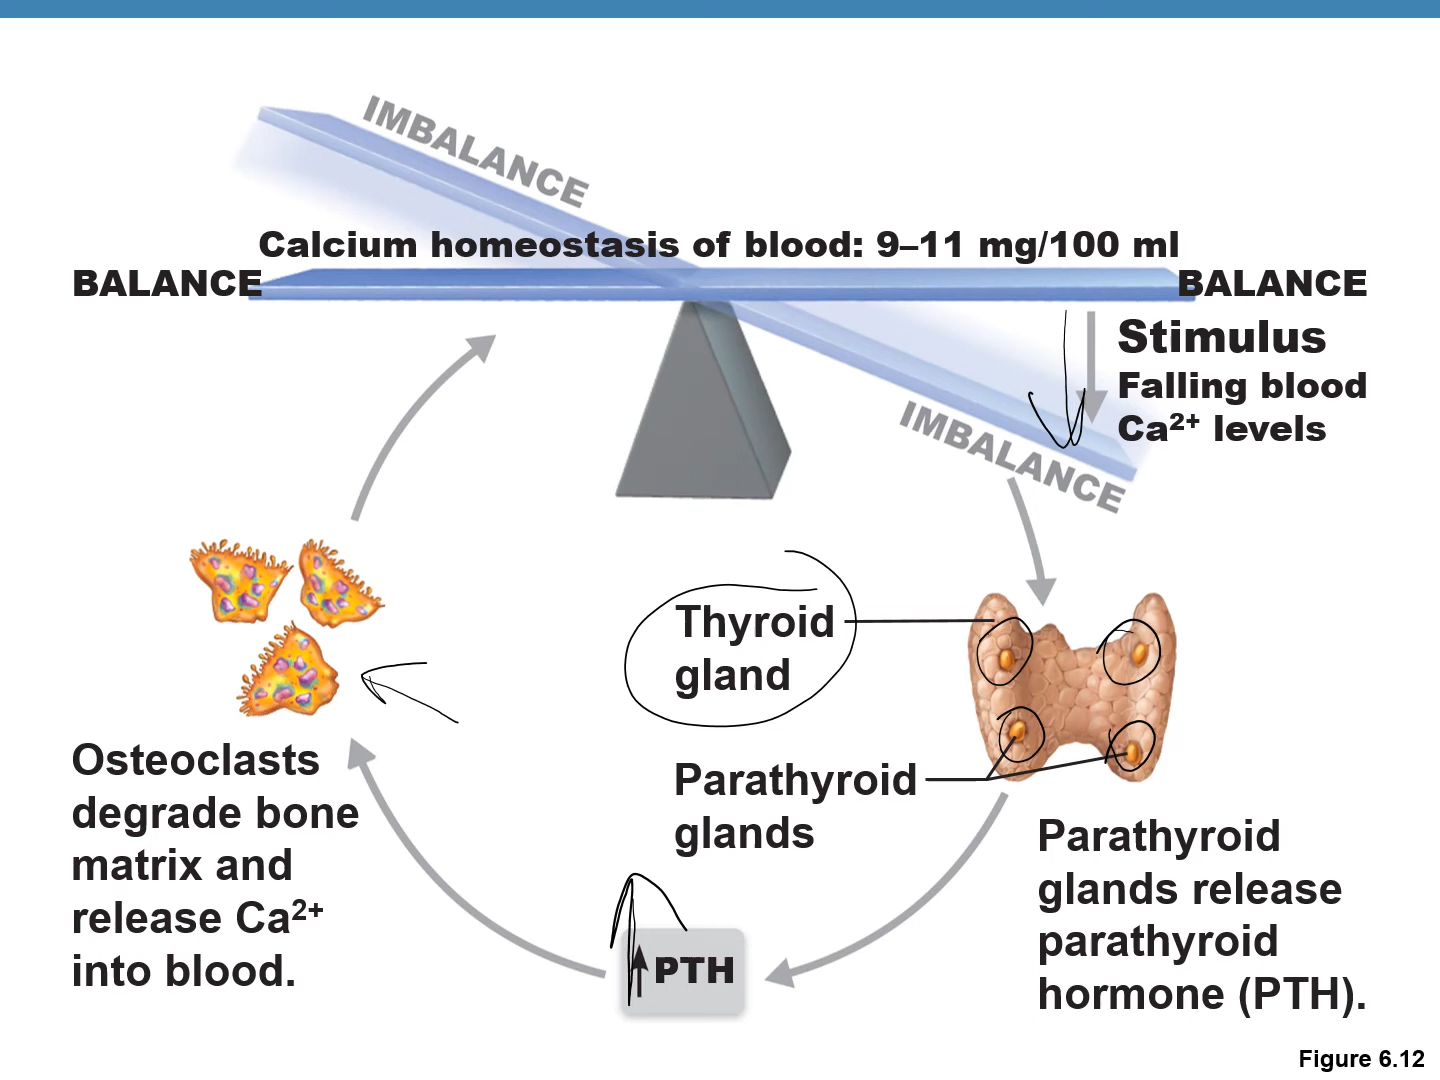 IMBALANCE
Calcium homeostasis of blood: 9–11 mg/100 ml
BALANCE
BALANCE
Stimulus
Falling blood
Ca²⁺ levels
IMBALANCE
Thyroid
gland
Parathyroid
glands
Parathyroid
glands release
parathyroid
hormone (PTH).
PTH
Osteoclasts
degrade bone
matrix and
release Ca²⁺
into blood.
Figure 6.12